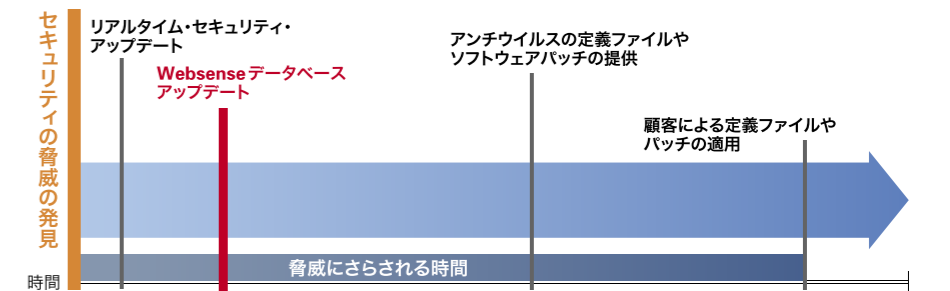 セキュリティの脅威の発見
リアルタイム・セキュリティ・
アップデート
Websenseデータベース
アップデート
アンチウイルスの定義ファイルや
ソフトウェアパッチの提供
顧客による定義ファイルや
パッチの適用
脅威にさらされる時間
時間